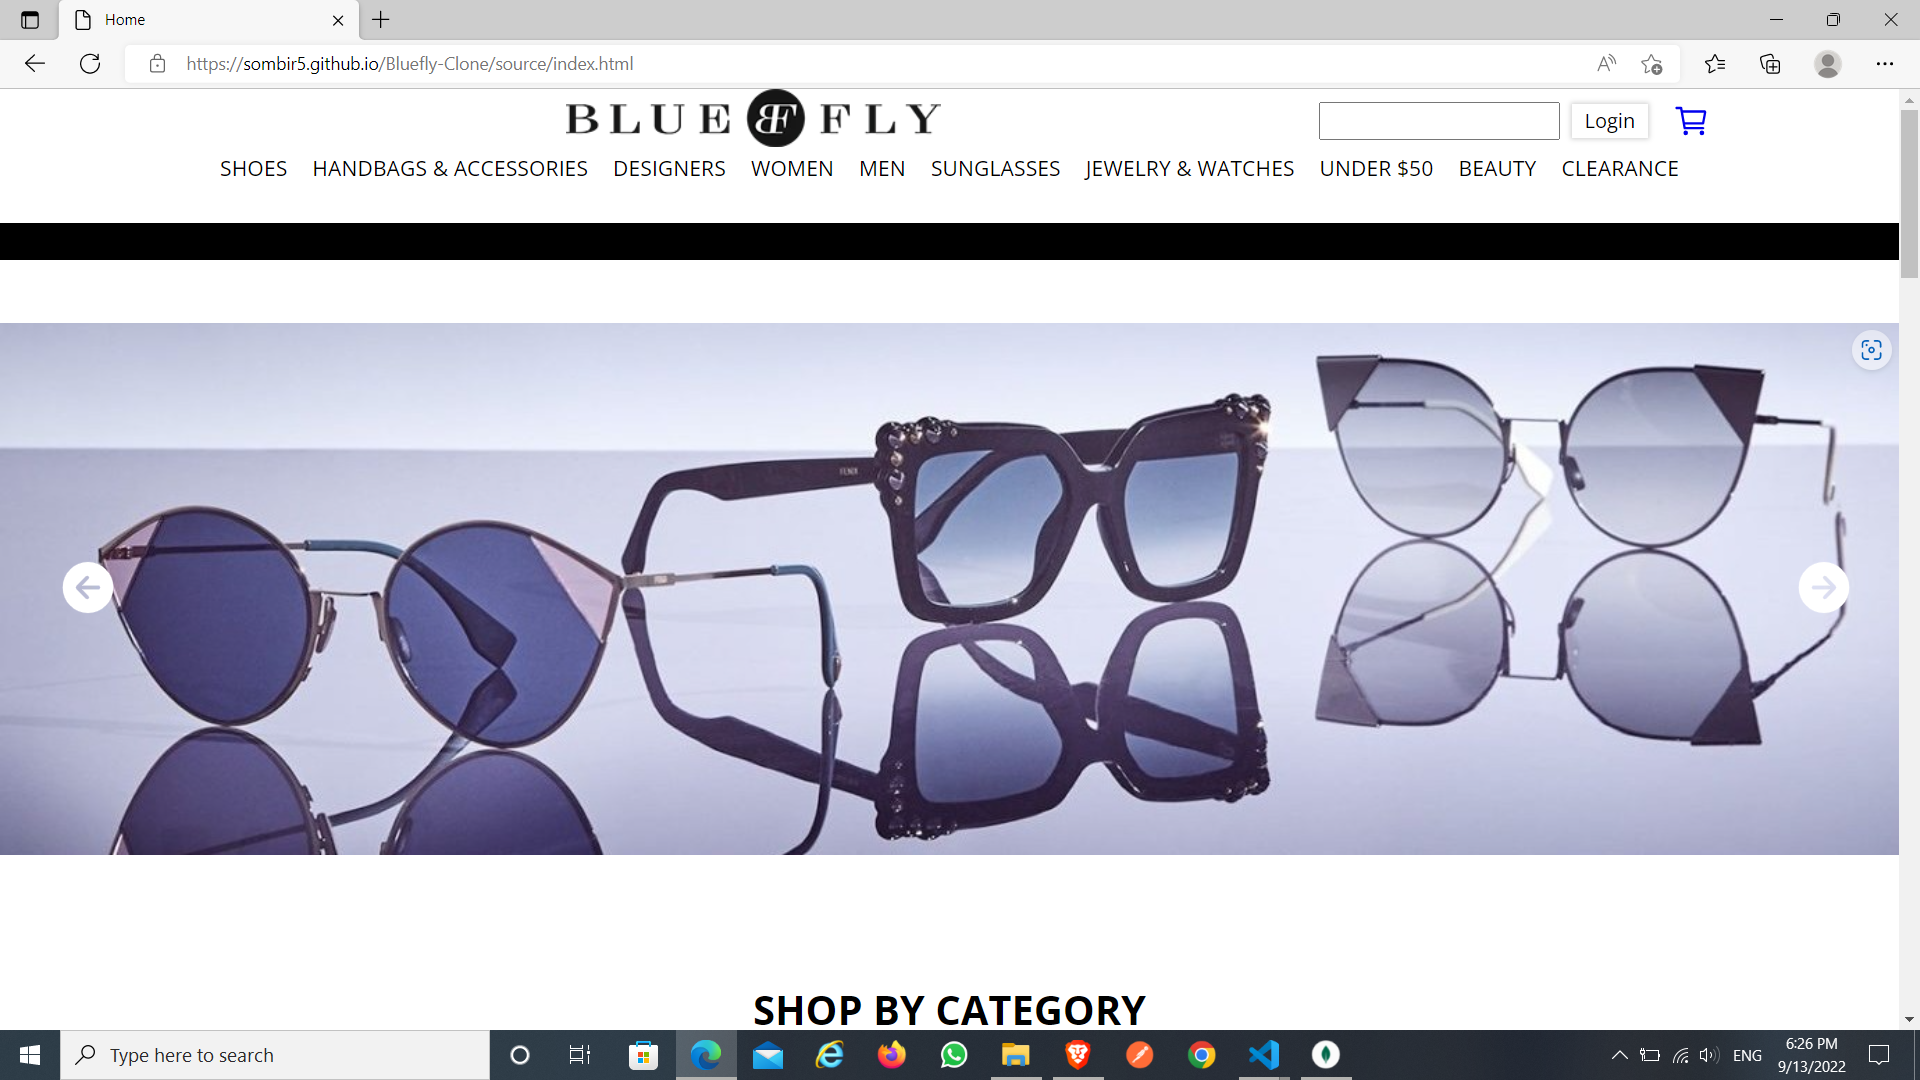 Home
https://sombir5.github.io/Bluefly-Clone/source/index.html
BLUE BF FLY
Login
SHOES HANDBAGS & ACCESSORIES DESIGNERS WOMEN MEN SUNGLASSES JEWELRY & WATCHES UNDER $50 BEAUTY CLEARANCE
FENDI
SHOP BY CATEGORY
Type here to search
ENG
6:26 PM
9/13/2022